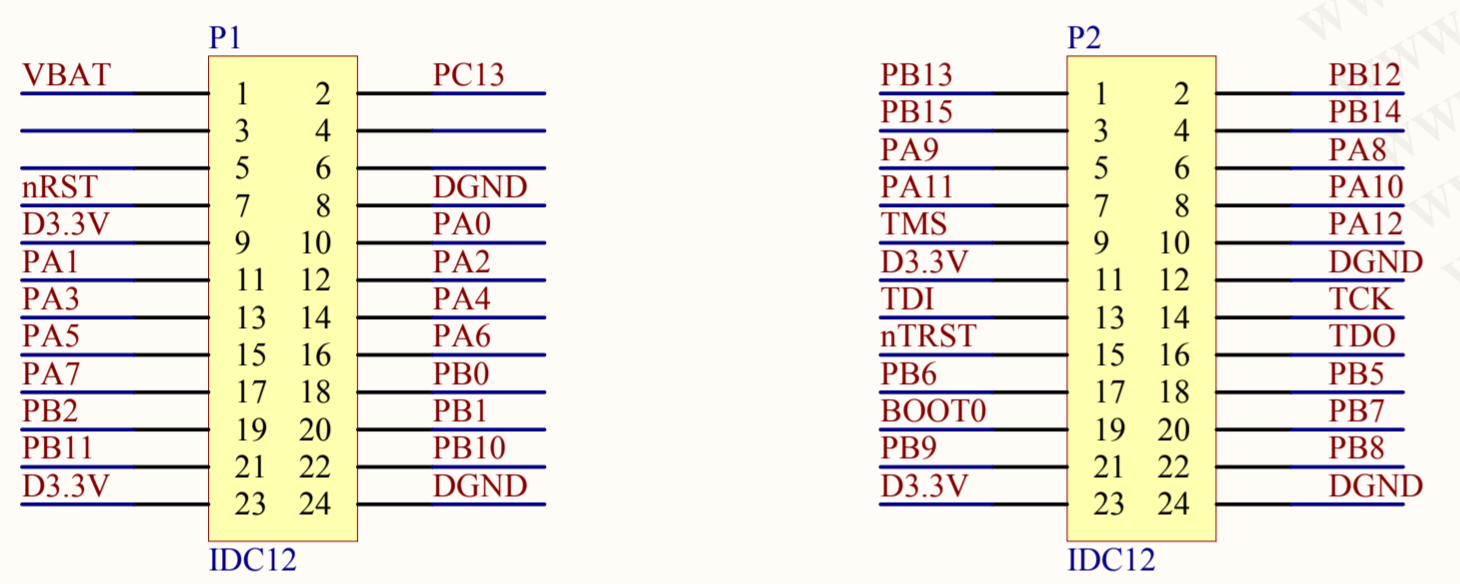 P1 P2
VBAT 1 2 PC13 PB13 1 2 PB12
3 4 PB15 3 4 PB14
5 6 PA9 5 6 PA8
nRST 7 8 DGND PA11 7 8 PA10
D3.3V 9 10 PA0 TMS 9 10 PA12
PA1 11 12 PA2 D3.3V 11 12 DGND
PA3 13 14 PA4 TDI 13 14 TCK
PA5 15 16 PA6 nTRST 15 16 TDO
PA7 17 18 PB0 PB6 17 18 PB5
PB2 19 20 PB1 BOOT0 19 20 PB7
PB11 21 22 PB10 PB9 21 22 PB8
D3.3V 23 24 DGND D3.3V 23 24 DGND
IDC12 IDC12